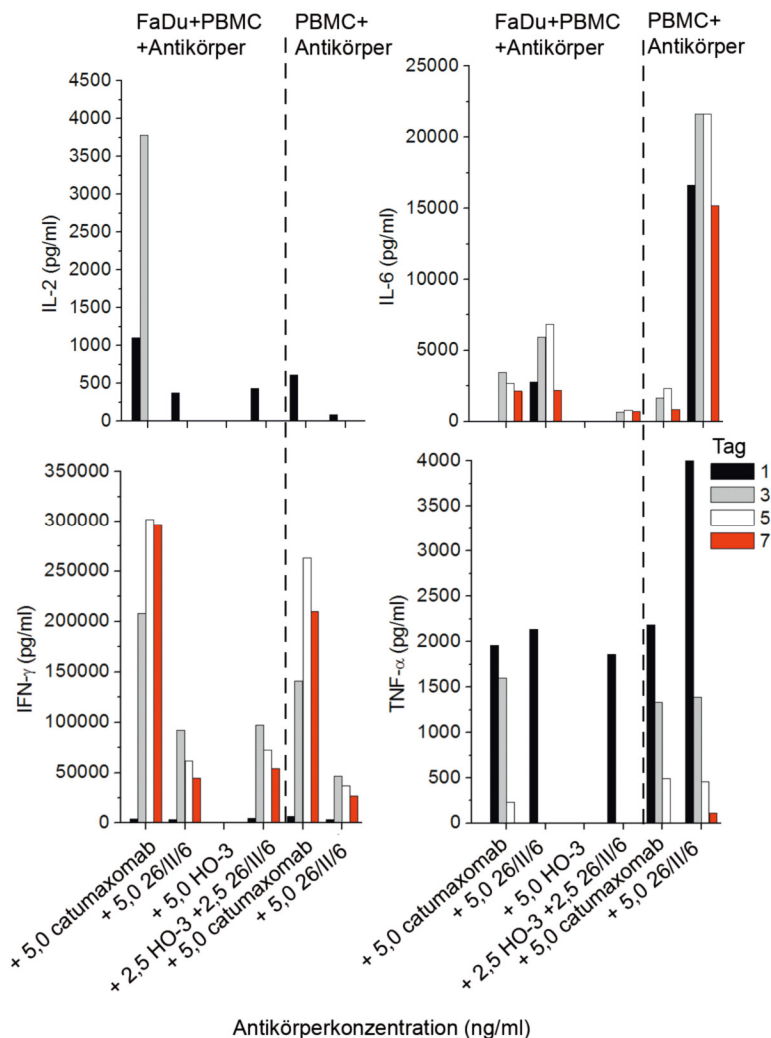 FaDu+PBMC
+Antikörper
PBMC+
Antikörper
4500
4000
3500
3000
2500
2000
1500
1000
500
0
IL-2 (pg/ml)
FaDu+PBMC
+Antikörper
PBMC+
Antikörper
25000
20000
15000
10000
5000
0
IL-6 (pg/ml)
350000
300000
250000
200000
150000
100000
50000
0
IFN-γ (pg/ml)
+ 5,0 catumaxomab
+ 5,0 26/II/6
+ 5,0 HO-3
+ 2,5 HO-3 +2,5 26/II/6
+ 5,0 catumaxomab
+ 5,0 26/II/6
Tag
1
3
5
7
4000
3500
3000
2500
2000
1500
1000
500
0
TNF-α (pg/ml)
+ 5,0 catumaxomab
+ 5,0 26/II/6
+ 5,0 HO-3
+ 2,5 HO-3 +2,5 26/II/6
+ 5,0 catumaxomab
+ 5,0 26/II/6
Antikörperkonzentration (ng/ml)